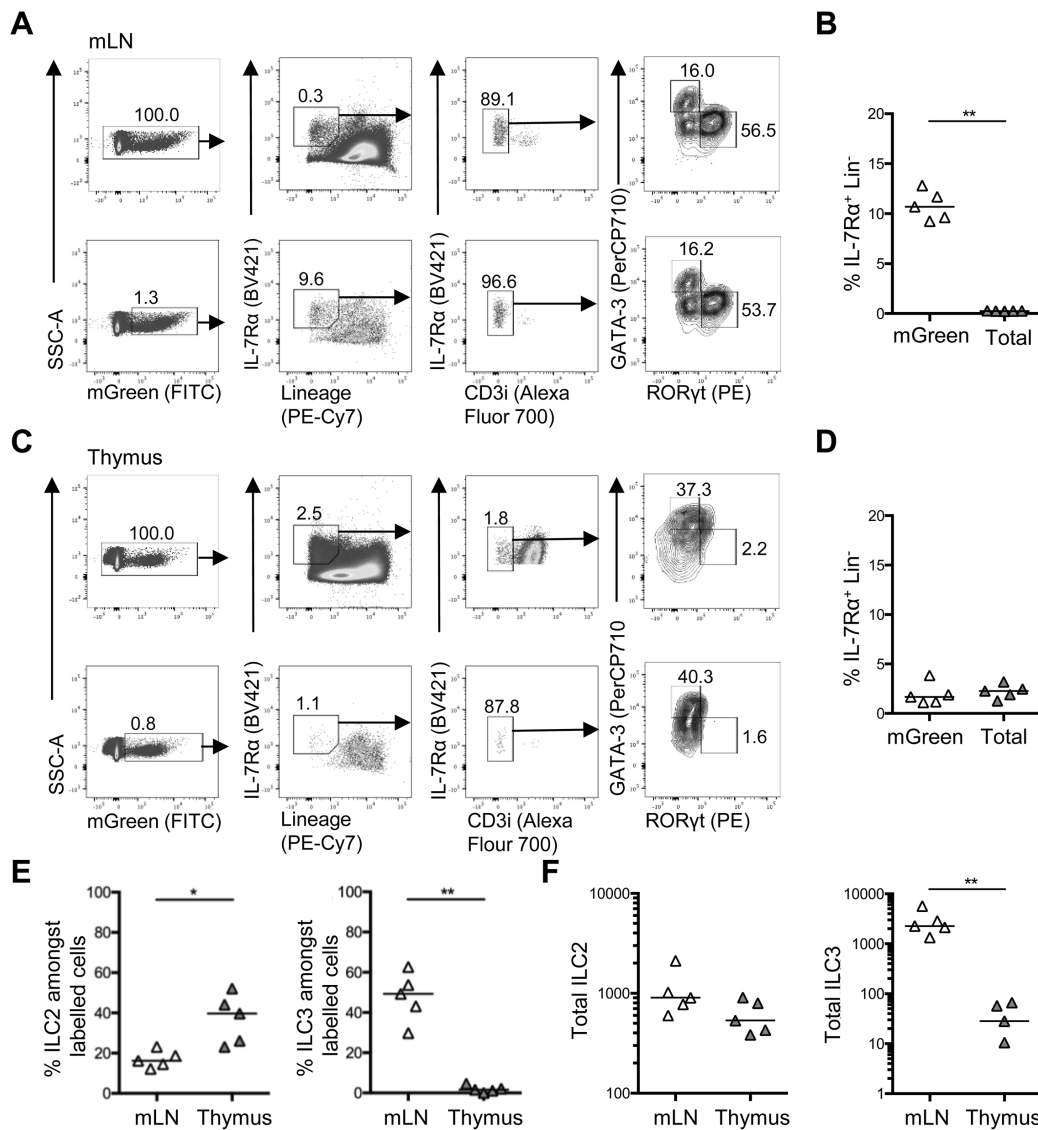 A
mLN
100.0
0.3
89.1
16.0
56.5
1.3
9.6
96.6
16.2
53.7
SSC-A
IL-7Rα (BV421)
IL-7Rα (BV421)
GATA-3 (PerCP710)
mGreen (FITC)
Lineage
(PE-Cy7)
CD3i (Alexa
Fluor 700)
RORγt (PE)
B
% IL-7Rα+ Lin-
20
15
10
5
0
**
mGreen
Total
C
Thymus
100.0
2.5
1.8
37.3
2.2
0.8
1.1
87.8
40.3
1.6
SSC-A
IL-7Rα (BV421)
IL-7Rα (BV421)
GATA-3 (PerCP710
mGreen (FITC)
Lineage
(PE-Cy7)
CD3i (Alexa
Flour 700)
RORγt (PE)
D
% IL-7Rα+ Lin-
20
15
10
5
0
mGreen
Total
E
% ILC2 amongst
labelled cells
100
80
60
40
20
0
*
mLN
Thymus
% ILC3 amongst
labelled cells
100
80
60
40
20
0
**
mLN
Thymus
F
Total ILC2
10000
1000
100
mLN
Thymus
Total ILC3
10000
1000
100
10
1
**
mLN
Thymus